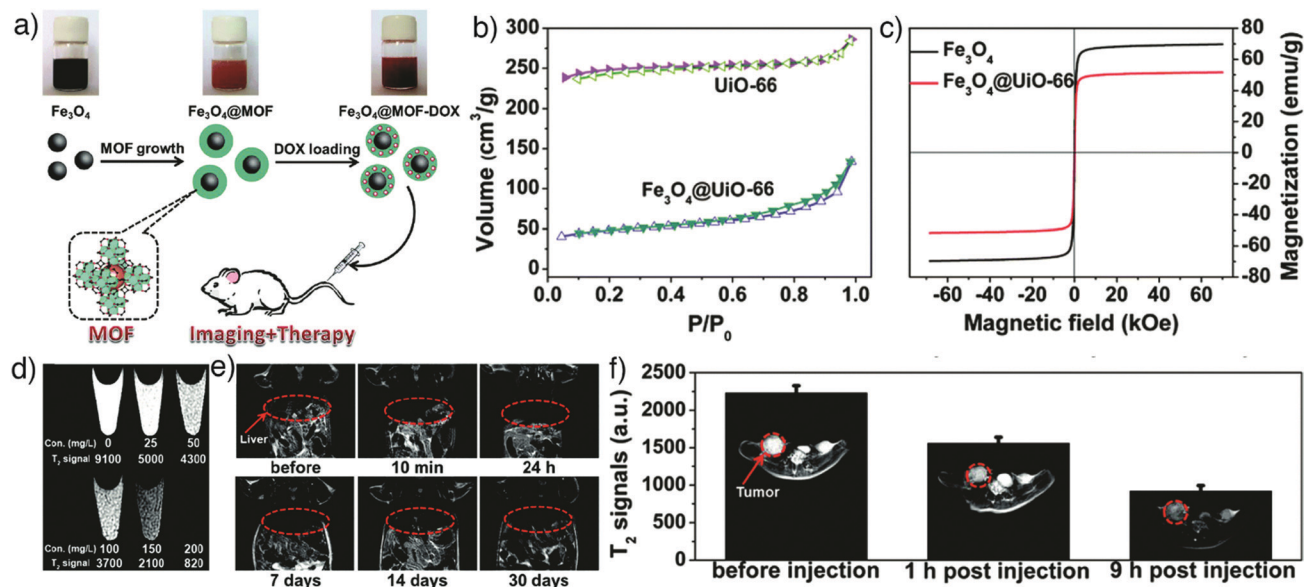 a)
Fe₃O₄
Fe₃O₄@MOF
Fe₃O₄@MOF-DOX
MOF growth
DOX loading
MOF
Imaging+Therapy
b)
Volume (cm³/g)
300
250
200
150
100
50
0
UiO-66
Fe₃O₄@UiO-66
0.0 0.2 0.4 0.6 0.8 1.0
P/P₀
c)
Fe₃O₄
Fe₃O₄@UiO-66
80
60
40
20
0
-20
-40
-60
-80
Magnetization (emu/g)
-60 -40 -20 0 20 40 60
Magnetic field (kOe)
d)
Con. (mg/L) 0 25 50
T₂ signal 9100 5000 4300
Con. (mg/L) 100 150 200
T₂ signal 3700 2100 820
e)
Liver
before 10 min 24 h
7 days 14 days 30 days
f)
T₂ signals (a.u.)
2500
2000
1500
1000
500
0
Tumor
before injection 1 h post injection 9 h post injection